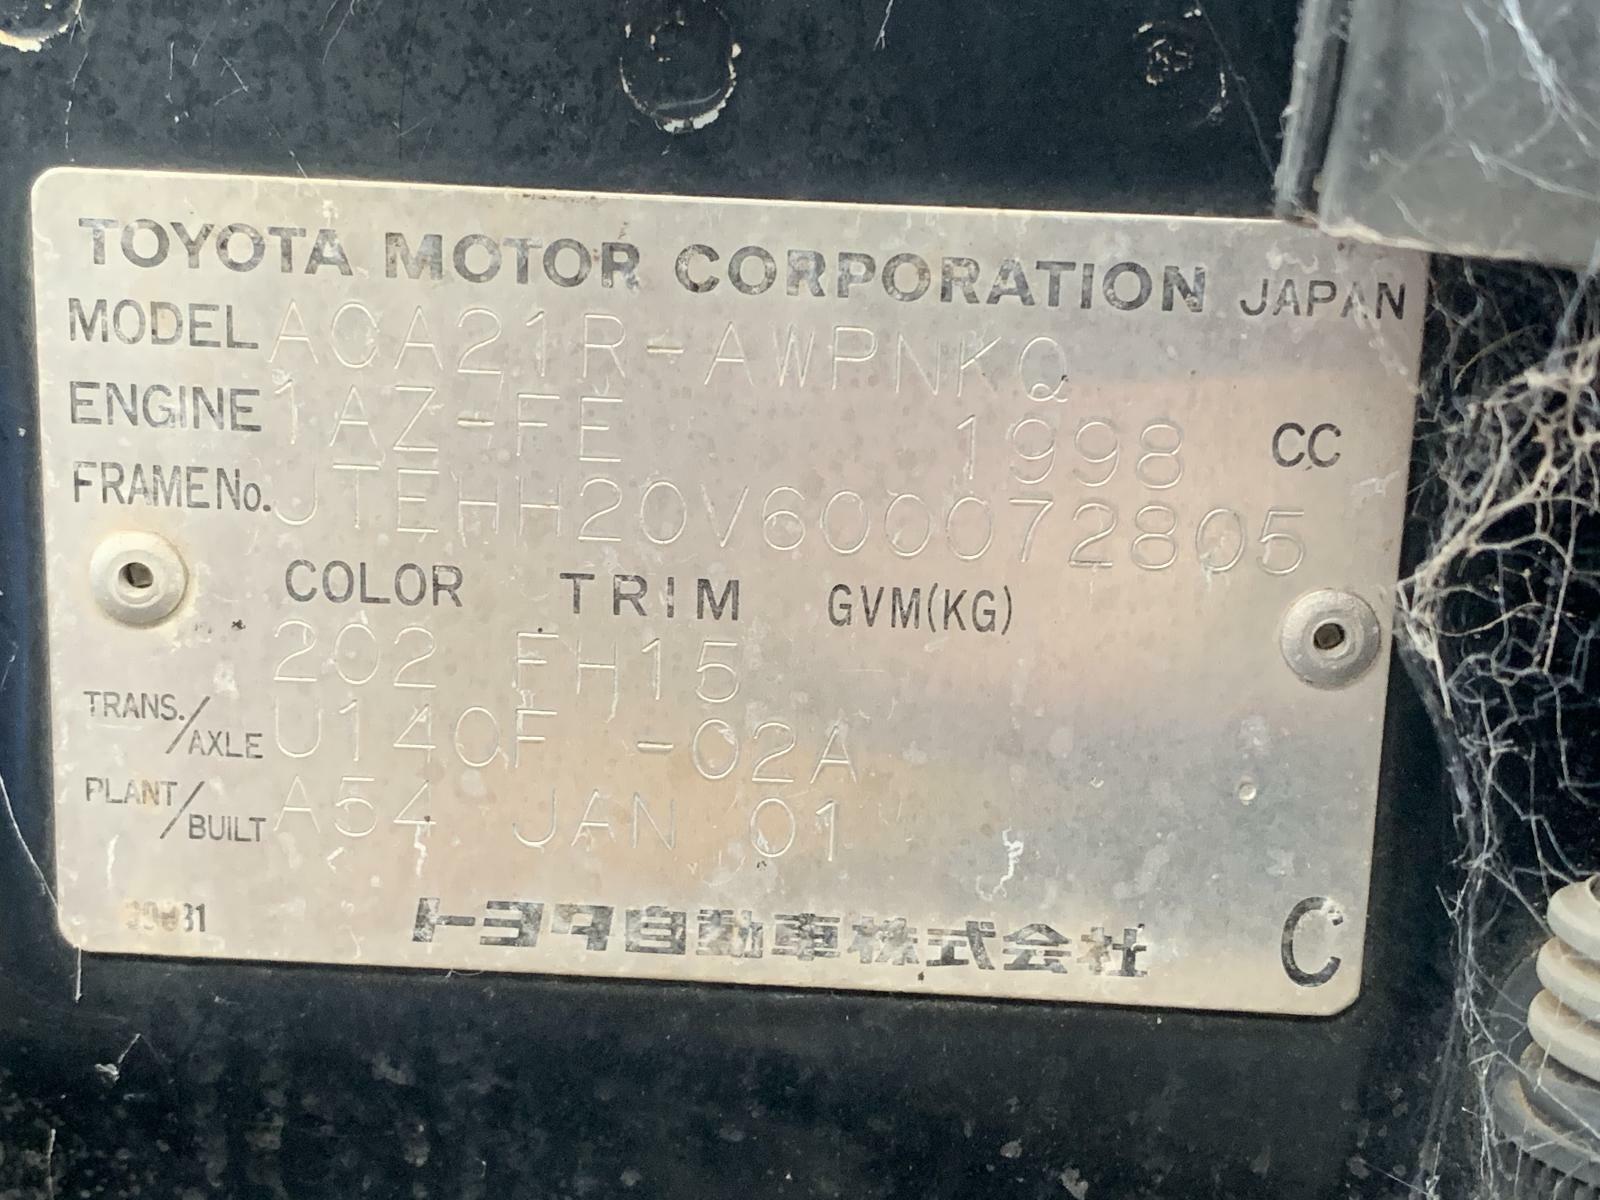 TOYOTA MOTOR CORPORATION JAPAN
MODEL ACA21R-AWPNKQ
ENGINE 1AZ-FE 1998 CC
FRAME No. JTEHH20V600072805
COLOR TRIM GVM(KG)
202 FH15
TRANS./AXLE U140F -02A
PLANT/BUILT A54 JAN 01
トヨタ自動車株式会社 C